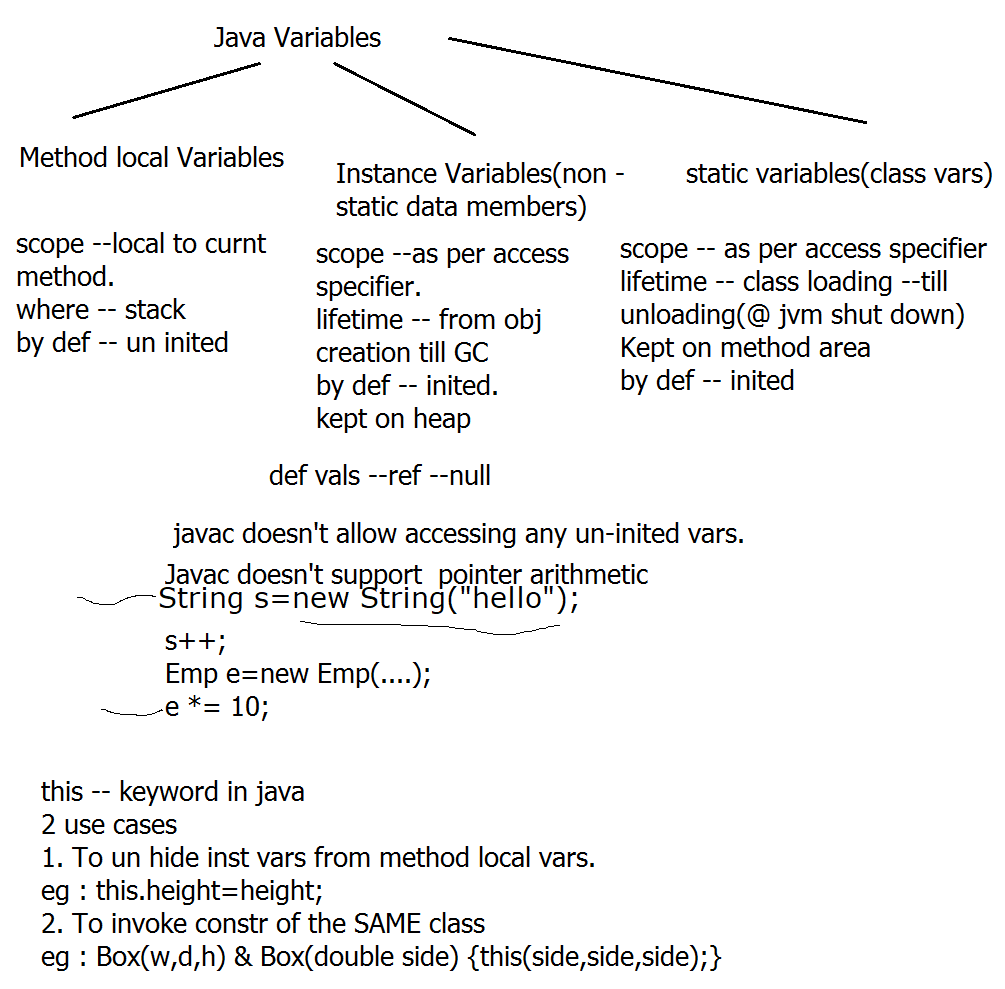 Java Variables
Method local Variables
scope --local to curnt
method.
where -- stack
by def -- un inited
Instance Variables(non -
static data members)
scope --as per access
specifier.
lifetime -- from obj
creation till GC
by def -- inited.
kept on heap
static variables(class vars)
scope -- as per access specifier
lifetime -- class loading --till
unloading(@ jvm shut down)
Kept on method area
by def -- inited
def vals --ref --null
javac doesn't allow accessing any un-inited vars.
Javac doesn't support  pointer arithmetic
String s=new String("hello");
s++;
Emp e=new Emp(....);
e *= 10;
this -- keyword in java
2 use cases
1. To un hide inst vars from method local vars.
eg : this.height=height;
2. To invoke constr of the SAME class
eg : Box(w,d,h) & Box(double side) {this(side,side,side);}